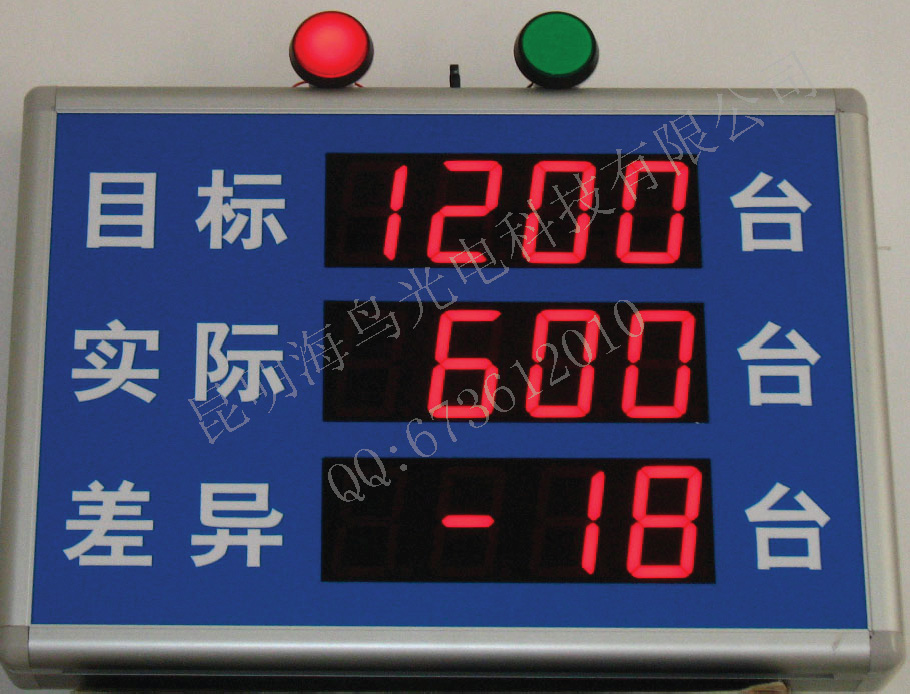 目标 1200 台
实际 600 台
差异 -18 台
昆明海鸟光电科技有限公司
QQ:673612010